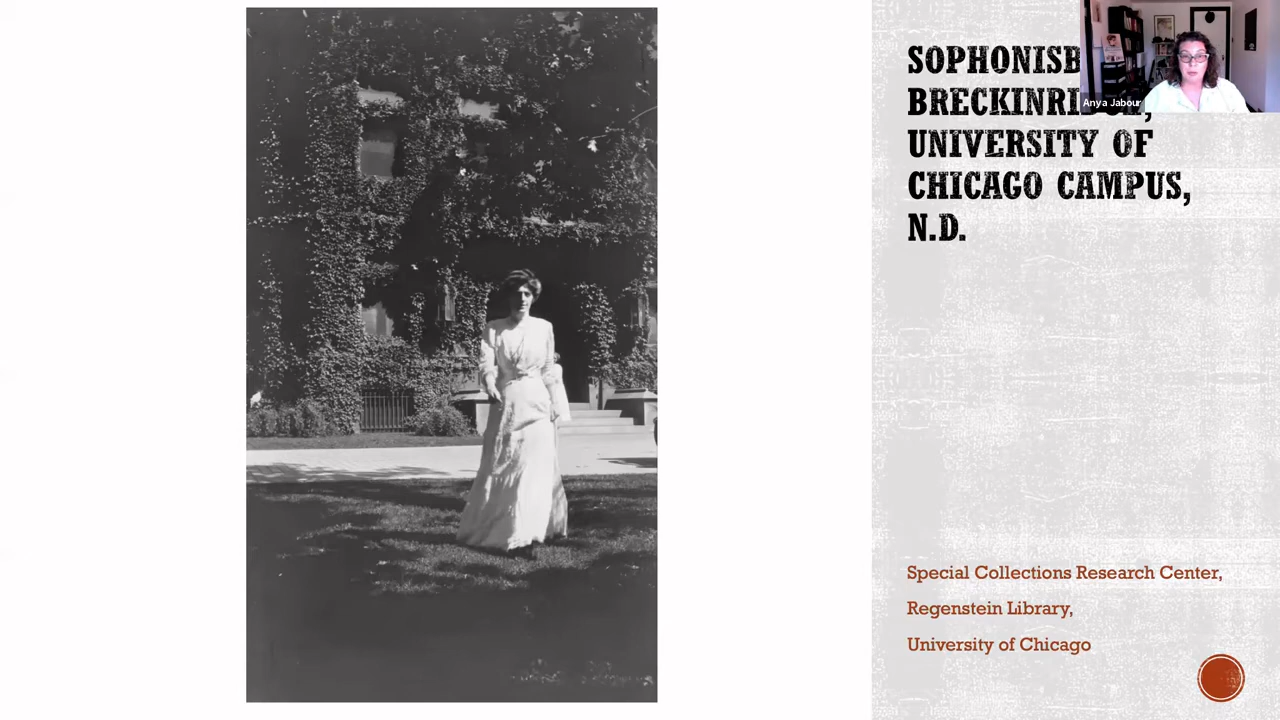 SOPHONISB
BRECKINRI
UNIVERSITY OF
CHICAGO CAMPUS,
N.D.
Anya Jabour
Special Collections Research Center,
Regenstein Library,
University of Chicago